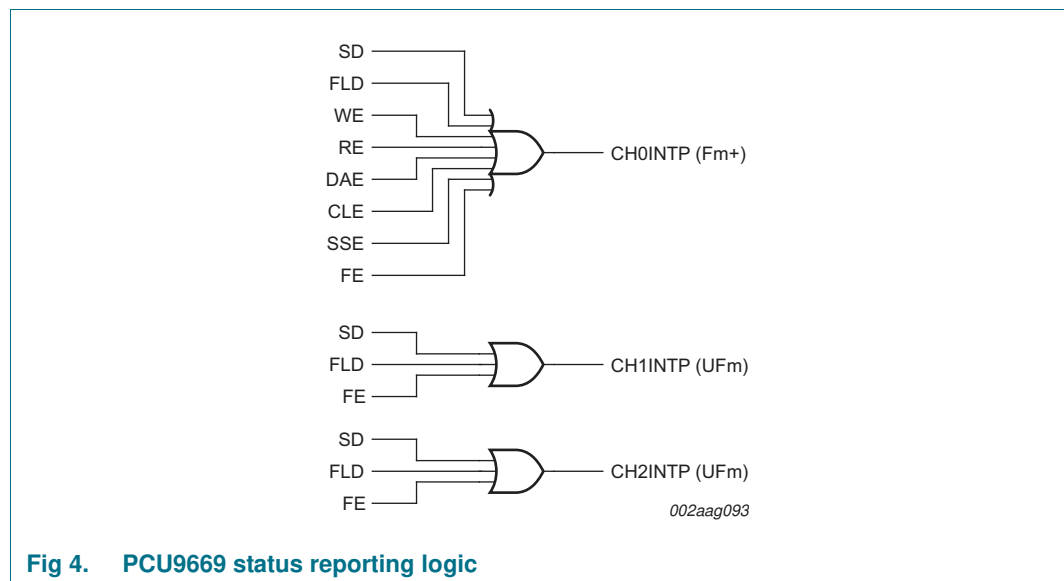 SD
FLD
WE
RE
DAE
CLE
SSE
FE
CH0INTP (Fm+)
SD
FLD
FE
CH1INTP (UFm)
SD
FLD
FE
CH2INTP (UFm)
002aag093
Fig 4. PCU9669 status reporting logic